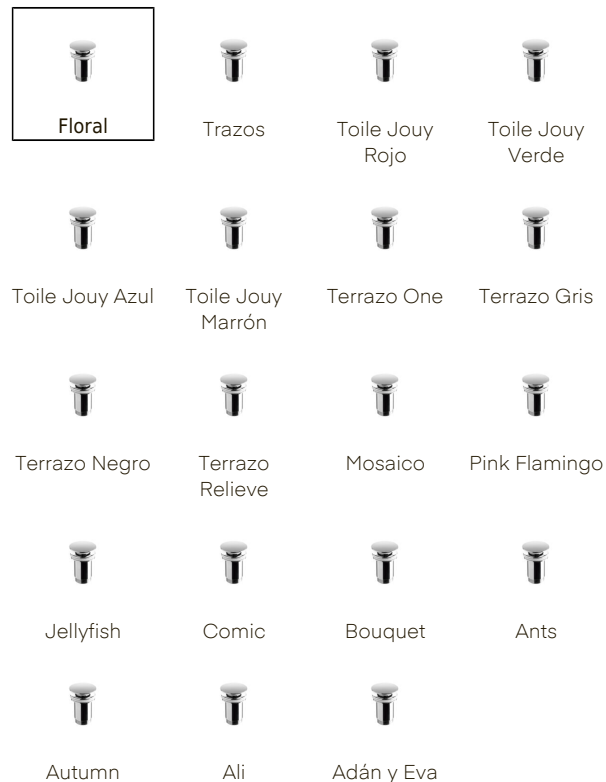 Floral
Trazos
Toile Jouy
Rojo
Toile Jouy
Verde
Toile Jouy Azul
Toile Jouy
Marrón
Terrazo One
Terrazo Gris
Terrazo Negro
Terrazo
Relieve
Mosaico
Pink Flamingo
Jellyfish
Comic
Bouquet
Ants
Autumn
Ali
Adán y Eva